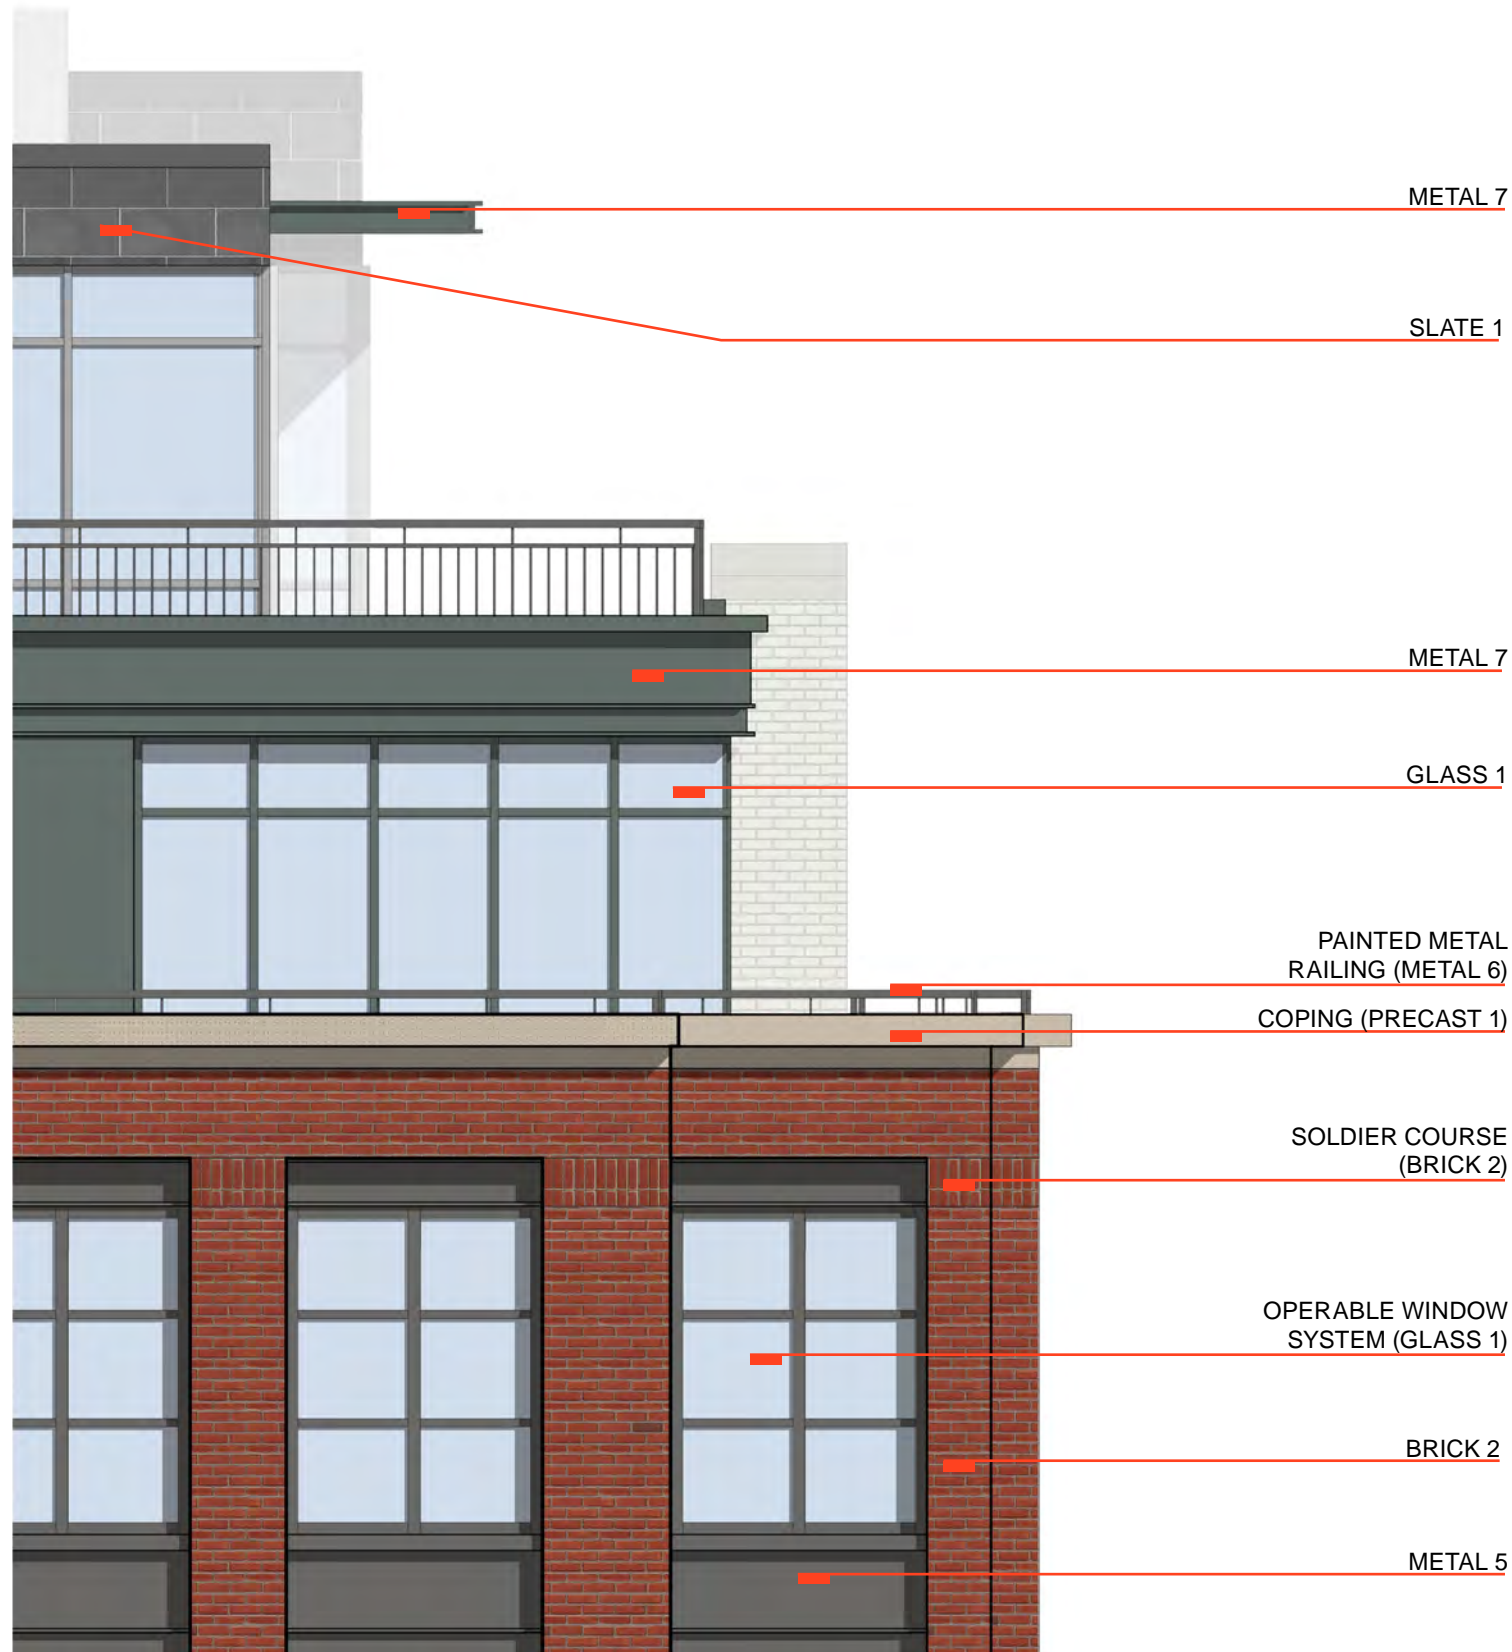 METAL 7
SLATE 1
METAL 7
GLASS 1
PAINTED METAL
RAILING (METAL 6)
COPING (PRECAST 1)
SOLDIER COURSE
(BRICK 2)
OPERABLE WINDOW
SYSTEM (GLASS 1)
BRICK 2
METAL 5